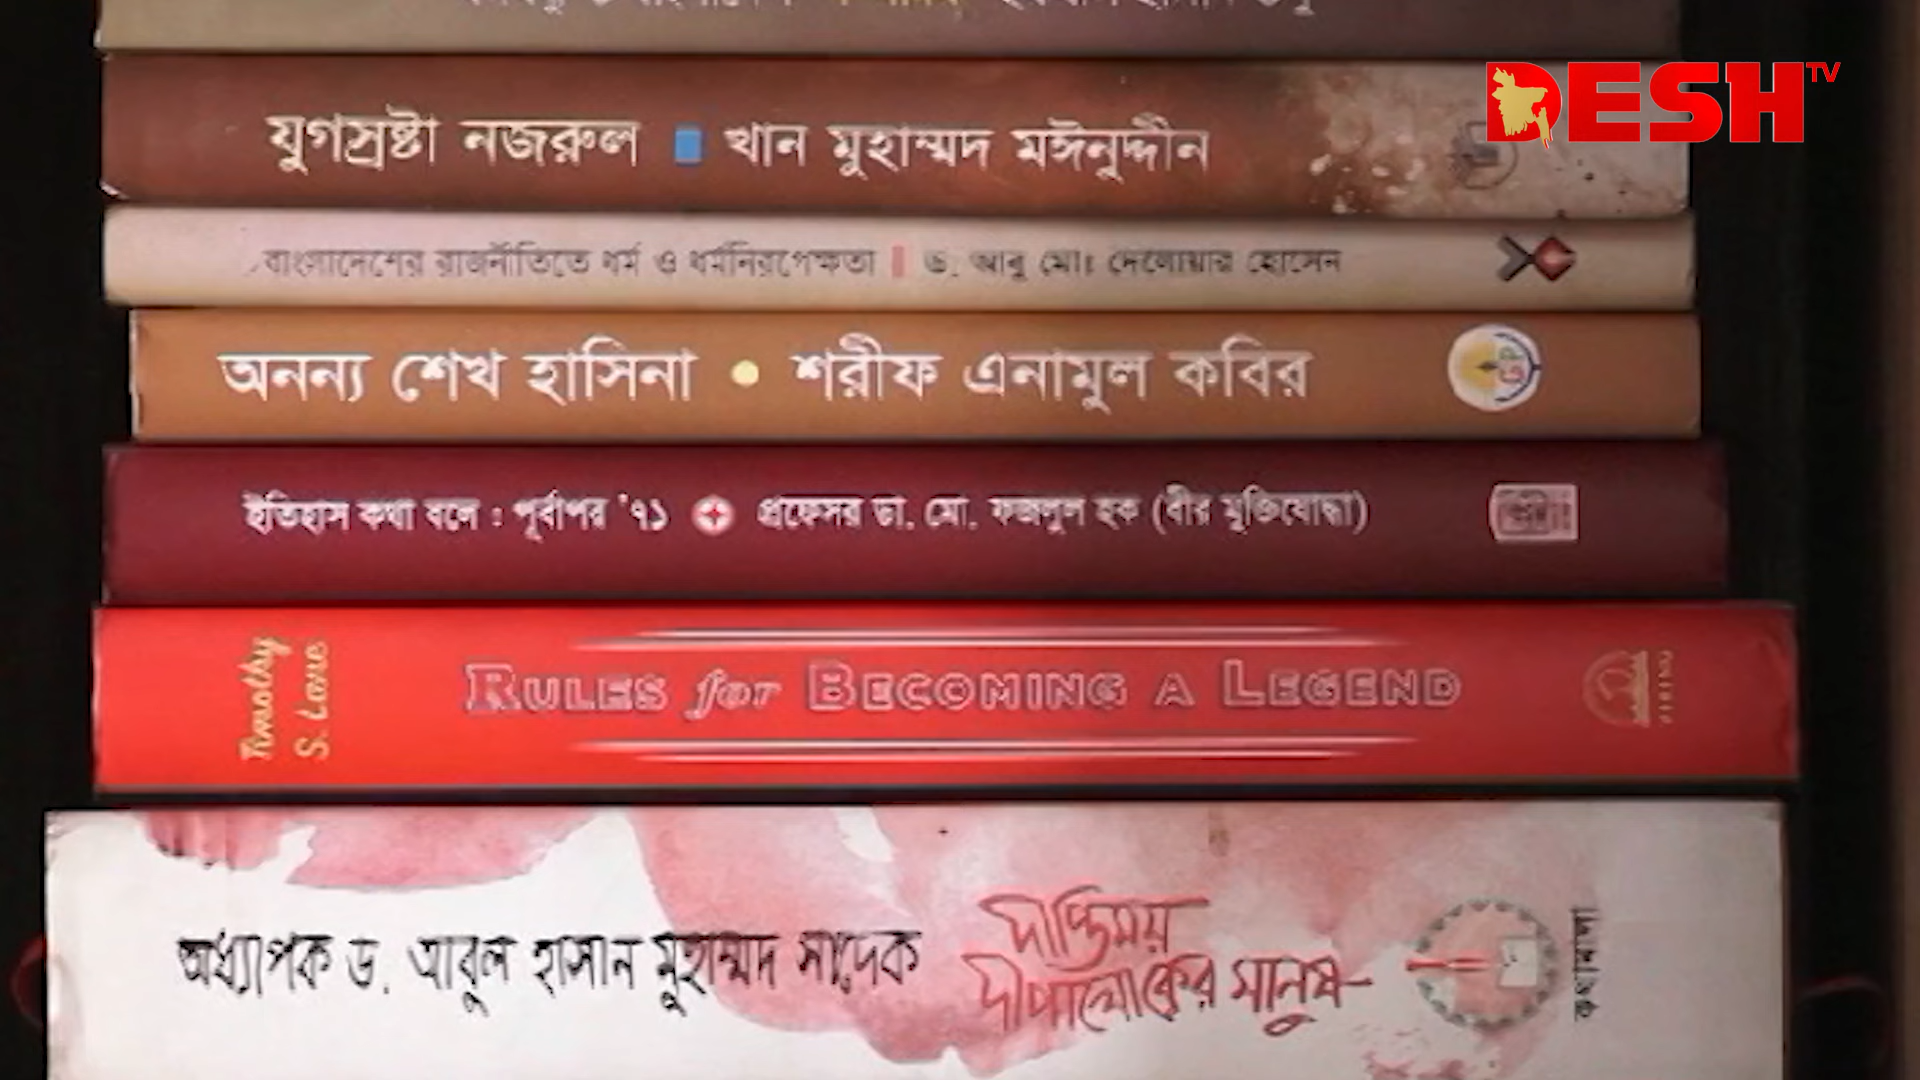 DESH TV
যুগস্রষ্টা নজরুল খান মুহাম্মদ মঈনুদ্দীন
বাংলাদেশের রাজনীতিতে ধর্ম ও ধর্মনিরপেক্ষতা ড. আবু মোঃ দেলোয়ার হোসেন
অনন্য শেখ হাসিনা • শরীফ এনামুল কবির
ইতিহাস কথা বলে : পূর্বাপর '৭১ প্রফেসর ডা. মো. ফজলুল হক (বীর মুক্তিযোদ্ধা)
Timothy
S. Lane
RULES for BECOMING A LEGEND
VIKING
অধ্যাপক ড. আবুল হাসান মুহাম্মদ সাদেক
দীপ্তিময়
দীপালোকের মানুষ